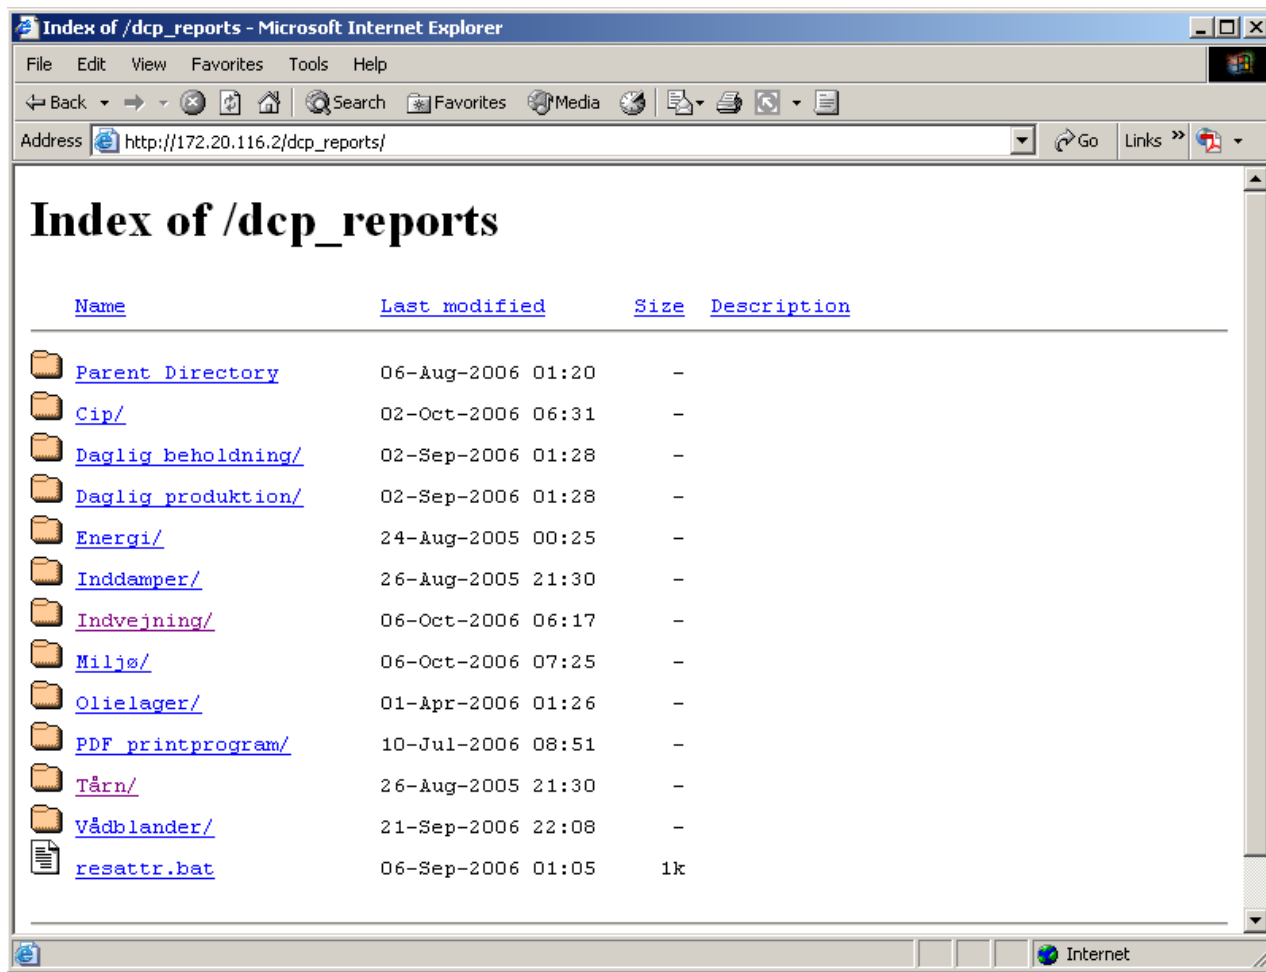 Index of /dcp_reports - Microsoft Internet Explorer
File Edit View Favorites Tools Help
Back Search Favorites Media
Address http://172.20.116.2/dcp_reports/ Go Links »
Index of /dcp_reports
Name Last modified Size Description
Parent Directory 06-Aug-2006 01:20 -
Cip/ 02-Oct-2006 06:31 -
Daglig beholdning/ 02-Sep-2006 01:28 -
Daglig produktion/ 02-Sep-2006 01:28 -
Energi/ 24-Aug-2005 00:25 -
Inddamper/ 26-Aug-2005 21:30 -
Indvejning/ 06-Oct-2006 06:17 -
Miljø/ 06-Oct-2006 07:25 -
Olielager/ 01-Apr-2006 01:26 -
PDF printprogram/ 10-Jul-2006 08:51 -
Tårn/ 26-Aug-2005 21:30 -
Vådblander/ 21-Sep-2006 22:08 -
resattr.bat 06-Sep-2006 01:05 1k
Internet